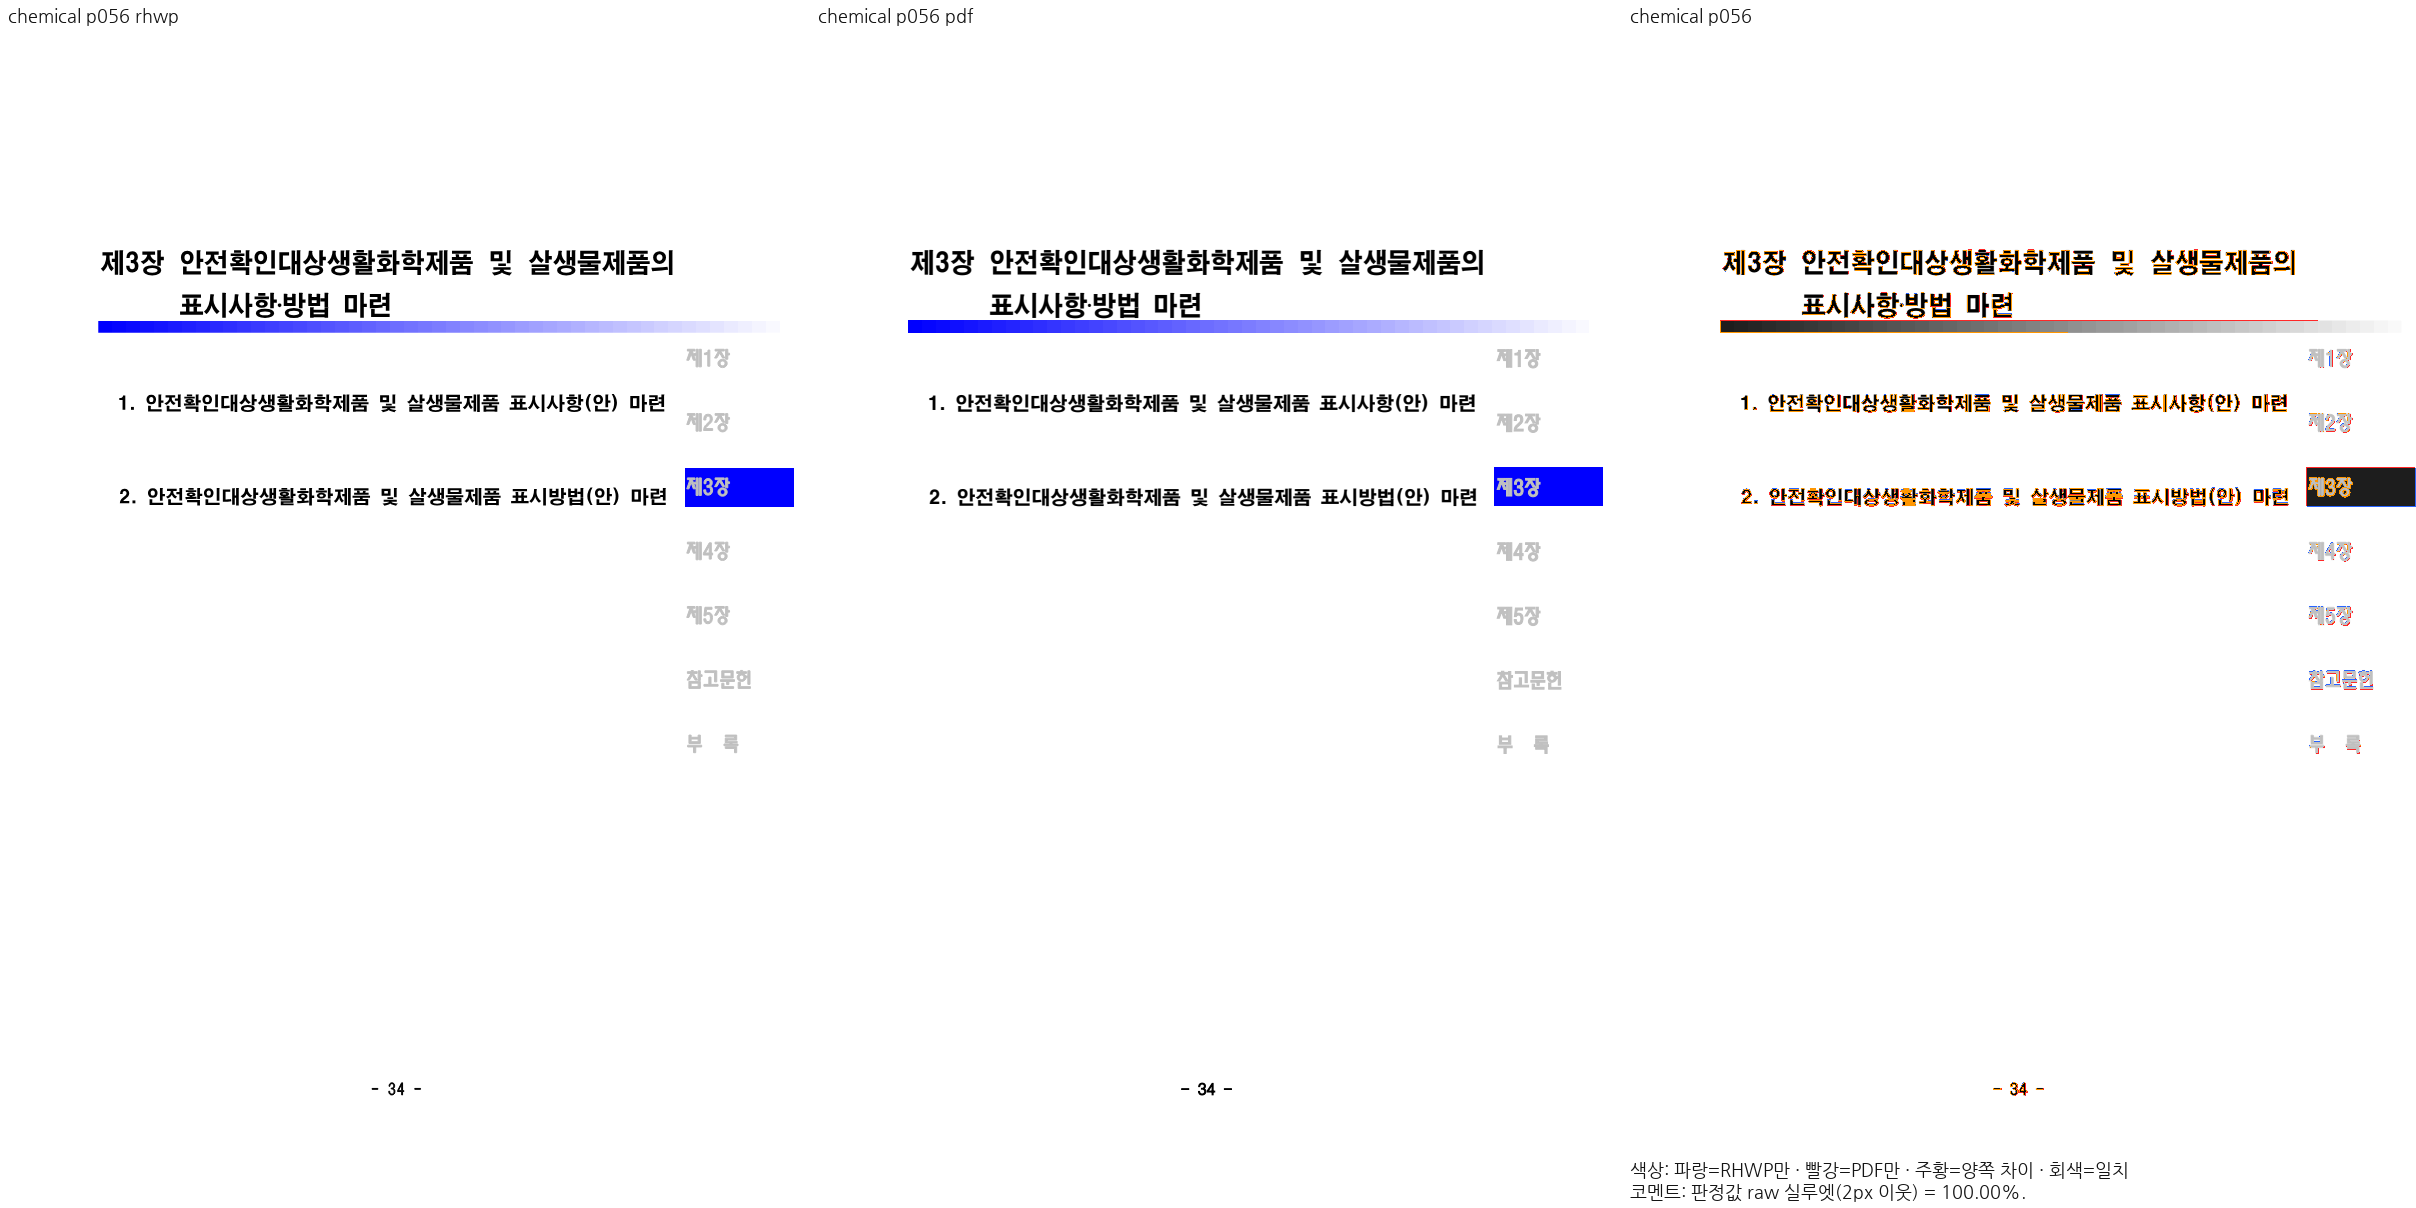 chemical p056 rhwp
제3장 안전확인대상생활화학제품 및 살생물제품의
표시사항·방법 마련
제1장
1. 안전확인대상생활화학제품 및 살생물제품 표시사항(안) 마련
제2장
2. 안전확인대상생활화학제품 및 살생물제품 표시방법(안) 마련
제3장
제4장
제5장
참고문헌
부 록
- 34 -
chemical p056 pdf
제3장 안전확인대상생활화학제품 및 살생물제품의
표시사항·방법 마련
제1장
1. 안전확인대상생활화학제품 및 살생물제품 표시사항(안) 마련
제2장
2. 안전확인대상생활화학제품 및 살생물제품 표시방법(안) 마련
제3장
제4장
제5장
참고문헌
부 록
- 34 -
chemical p056
제3장 안전확인대상생활화학제품 및 살생물제품의
표시사항·방법 마련
제1장
1. 안전확인대상생활화학제품 및 살생물제품 표시사항(안) 마련
제2장
2. 안전확인대상생활화학제품 및 살생물제품 표시방법(안) 마련
제3장
제4장
제5장
참고문헌
부 록
- 34 -
색상: 파랑=RHWP만 · 빨강=PDF만 · 주황=양쪽 차이 · 회색=일치
코멘트: 판정값 raw 실루엣(2px 이웃) = 100.00%.